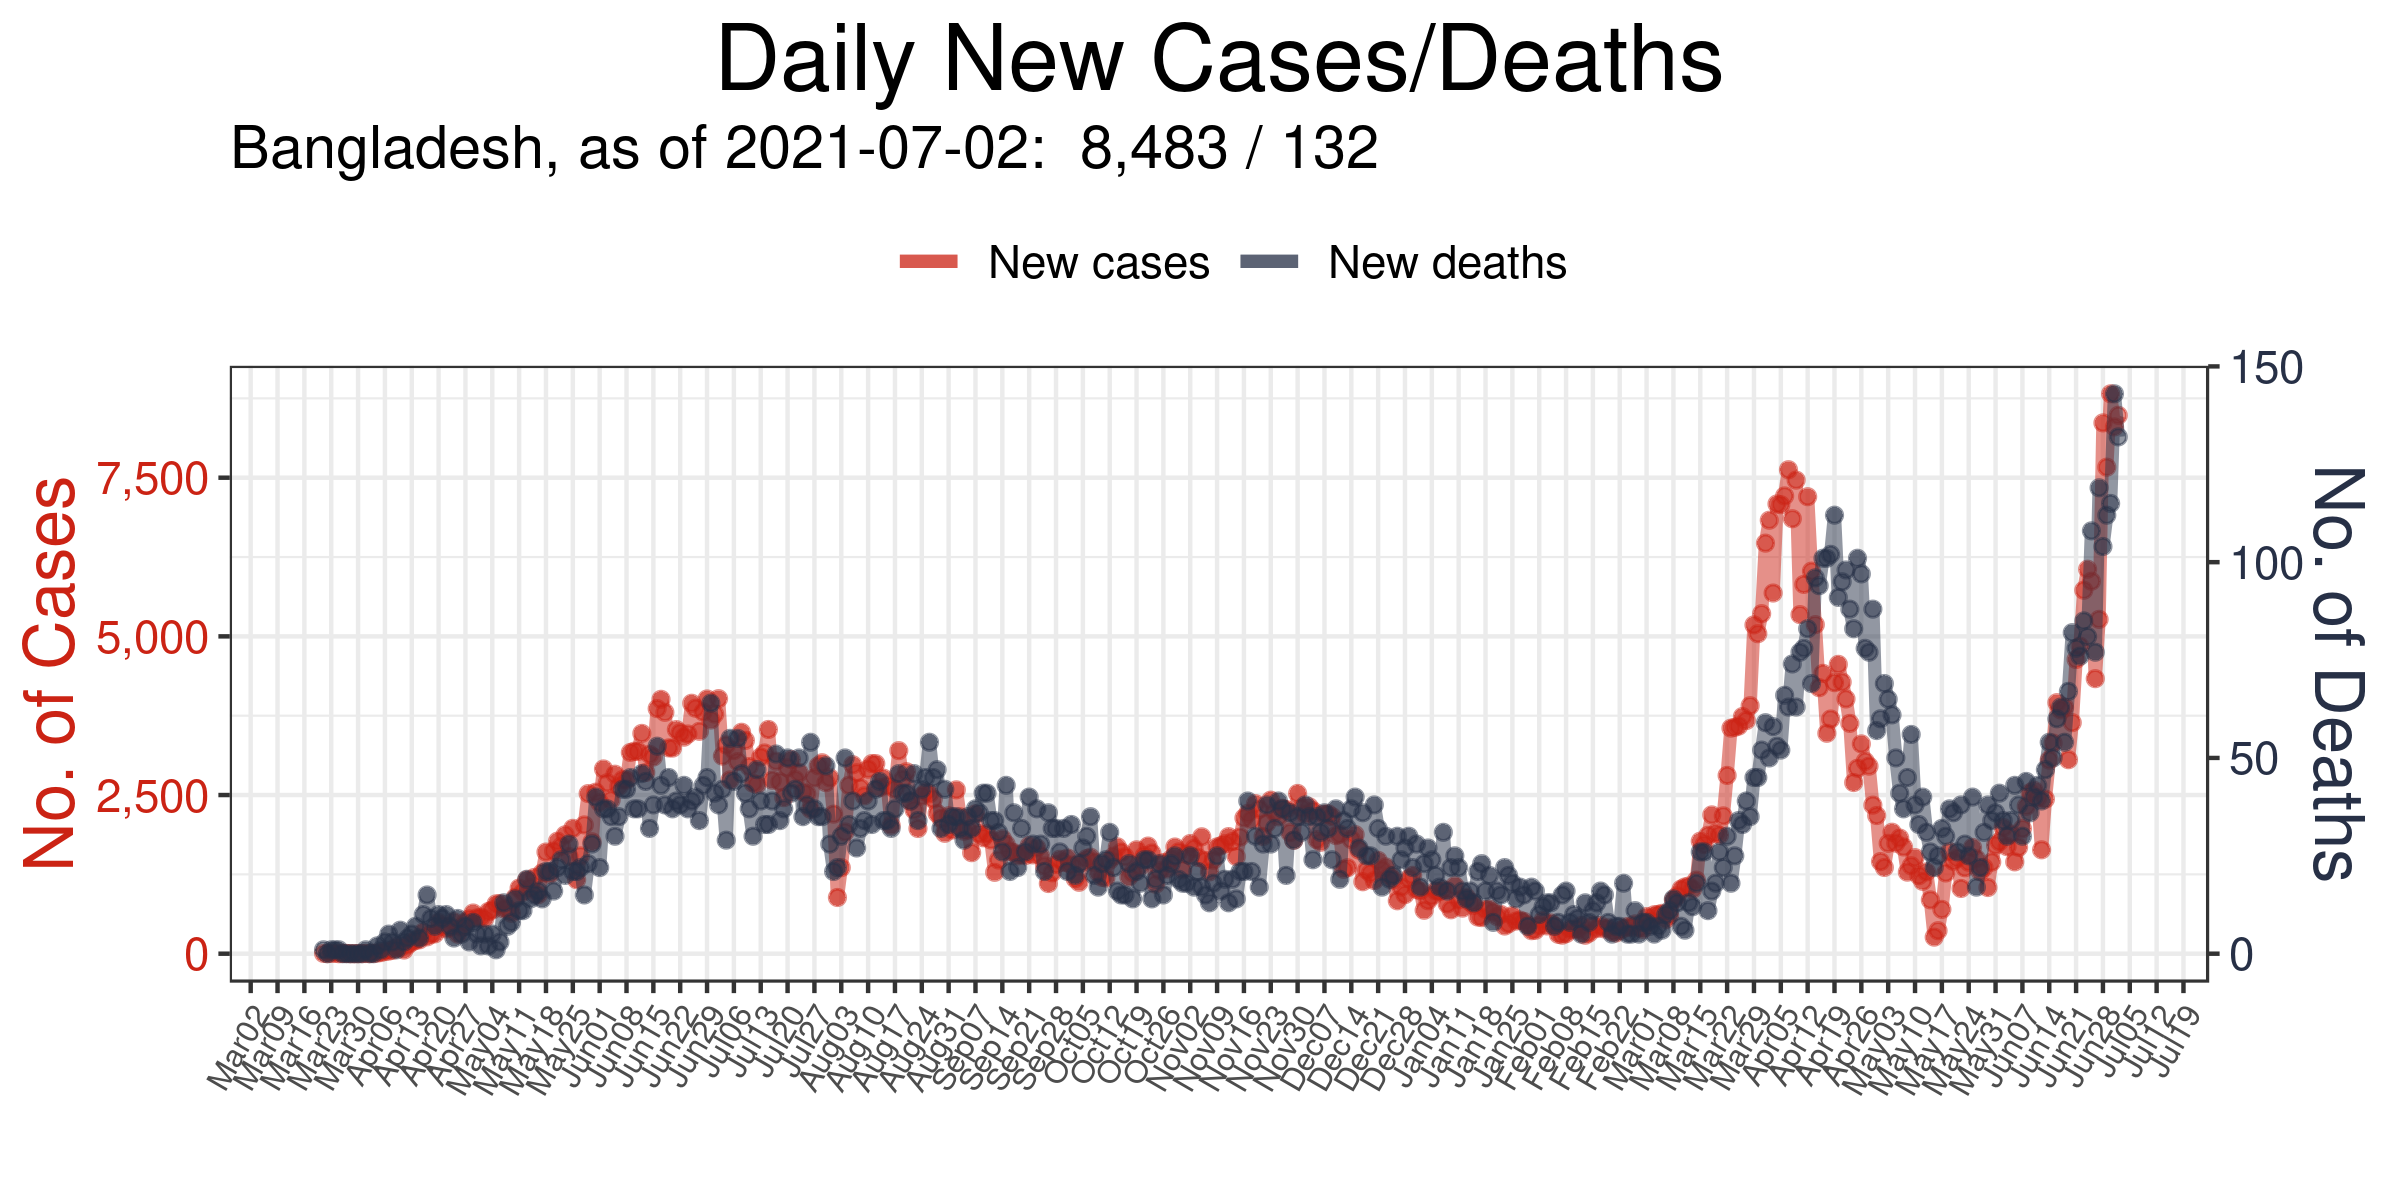 Daily New Cases/Deaths
Bangladesh, as of 2021-07-02:  8,483 / 132
New cases New deaths
No. of Cases
7,500
5,000
2,500
0
150
100
50
0
No. of Deaths
Mar02 Mar09 Mar16 Mar23 Mar30 Apr06 Apr13 Apr20 Apr27 May04 May11 May18 May25 Jun01 Jun08 Jun15 Jun22 Jun29 Jul06 Jul13 Jul20 Jul27 Aug03 Aug10 Aug17 Aug24 Aug31 Sep07 Sep14 Sep21 Sep28 Oct05 Oct12 Oct19 Oct26 Nov02 Nov09 Nov16 Nov23 Nov30 Dec07 Dec14 Dec21 Dec28 Jan04 Jan11 Jan18 Jan25 Feb01 Feb08 Feb15 Feb22 Mar01 Mar08 Mar15 Mar22 Mar29 Apr05 Apr12 Apr19 Apr26 May03 May10 May17 May24 May31 Jun07 Jun14 Jun21 Jun28 Jul05 Jul12 Jul19